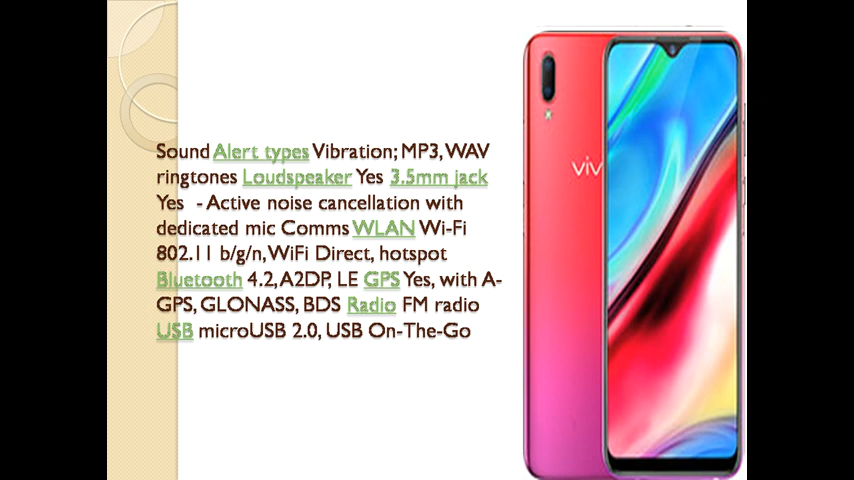 Sound Alert types Vibration; MP3, WAV
ringtones Loudspeaker Yes 3.5mm jack
Yes - Active noise cancellation with
dedicated mic Comms WLAN Wi-Fi
802.11 b/g/n, WiFi Direct, hotspot
Bluetooth 4.2, A2DP, LE GPS Yes, with A-
GPS, GLONASS, BDS Radio FM radio
USB microUSB 2.0, USB On-The-Go
viv